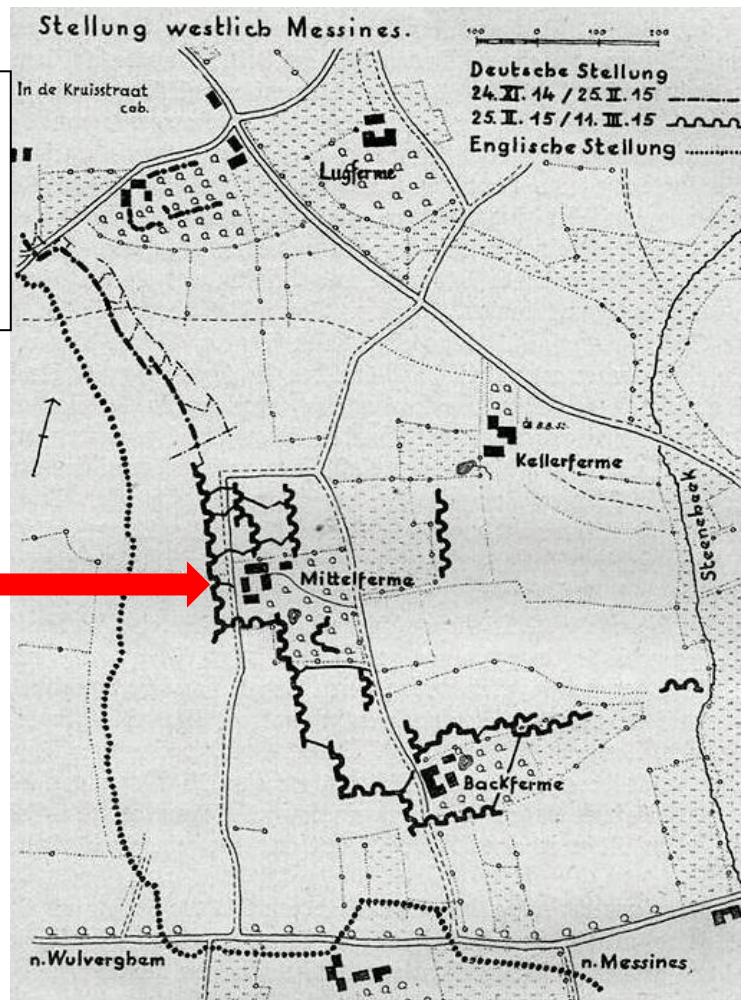 Stellung westlich Messines.
100 0 100 200
Deutsche Stellung
24.XI.14 / 25.II.15
25.II.15 / 11.III.15
Englische Stellung
In de Kruisstraat
cab.
Lugferme
Kellerferme
Steenebeek
Mittelferme
Backferme
n. Wulverghem
n. Messines